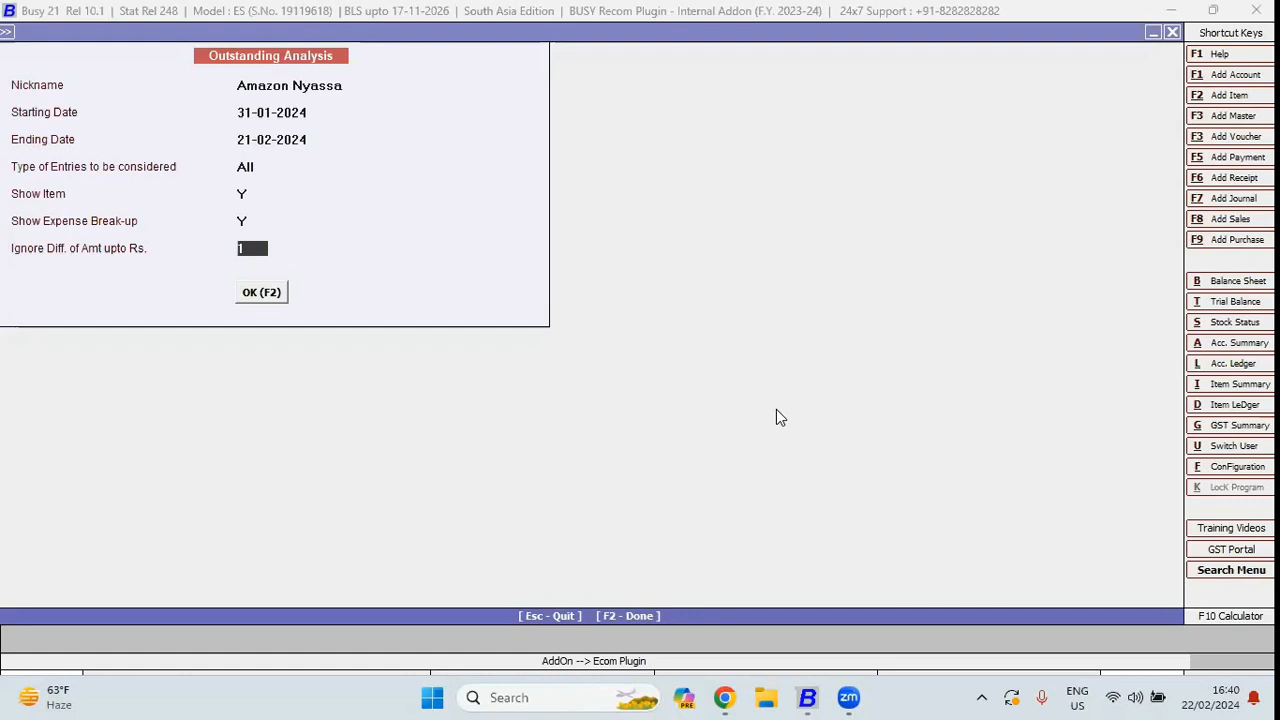 Busy 21 Rel 10.1 | Stat Rel 248 | Model : ES (S.No. 19119618) | BLS upto 17-11-2025 | South Asia Edition | BUSY Recom Plugin - Internal Addon (F.Y. 2023-24) | 24x7 Support : +91-8282828282
>>
Shortcut Keys
Outstanding Analysis
Nickname Amazon Nyassa
Starting Date 31-01-2024
Ending Date 21-02-2024
Type of Entries to be considered All
Show Item Y
Show Expense Break-up Y
Ignore Diff. of Amt upto Rs. 1
OK (F2)
F1 Help
F1 Add Account
F2 Add Item
F3 Add Master
F3 Add Voucher
F5 Add Payment
F6 Add Receipt
F7 Add Journal
F8 Add Sales
F9 Add Purchase
B Balance Sheet
T Trial Balance
S Stock Status
A Acc. Summary
L Acc. Ledger
I Item Summary
D Item LeDger
G GST Summary
U Switch User
F ConFiguration
K LocK Program
Training Videos
GST Portal
Search Menu
[ Esc - Quit ] [ F2 - Done ]
F10 Calculator
AddOn --> Ecom Plugin
63°F
Haze
Search
PRE
B
zm
ENG
US
16:40
22/02/2024